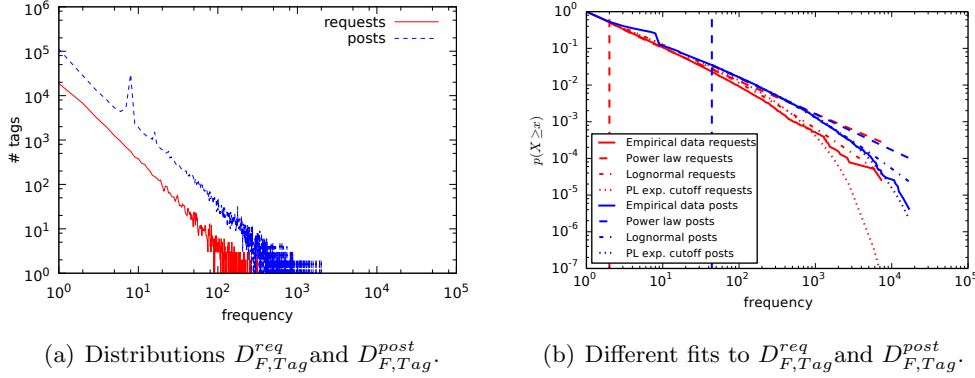 10^6
10^5
10^4
10^3
10^2
10^1
10^0
# tags
requests
posts
10^0 10^1 10^2 10^3 10^4 10^5
frequency
10^0
10^-1
10^-2
10^-3
10^-4
10^-5
10^-6
10^-7
p(X ≥x)
Empirical data requests
Power law requests
Lognormal requests
PL exp. cutoff requests
Empirical data posts
Power law posts
Lognormal posts
PL exp. cutoff posts
10^0 10^1 10^2 10^3 10^4 10^5
frequency
(a) Distributions D^{req}_{F,Tag} and D^{post}_{F,Tag}.
(b) Different fits to D^{req}_{F,Tag} and D^{post}_{F,Tag}.